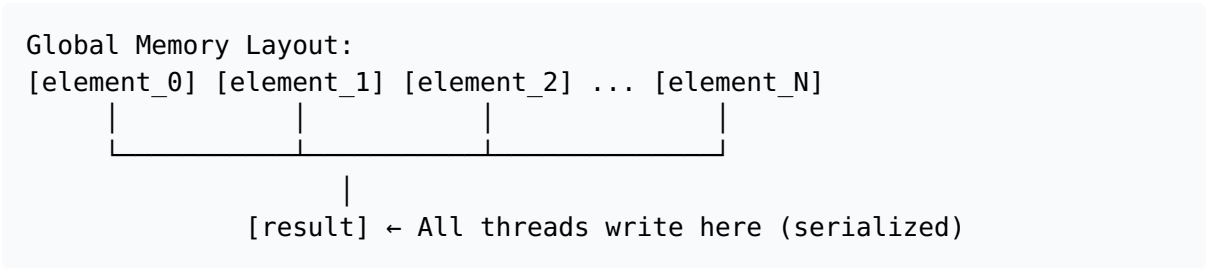 Global Memory Layout:
[element_0] [element_1] [element_2] ... [element_N]
[result] ← All threads write here (serialized)